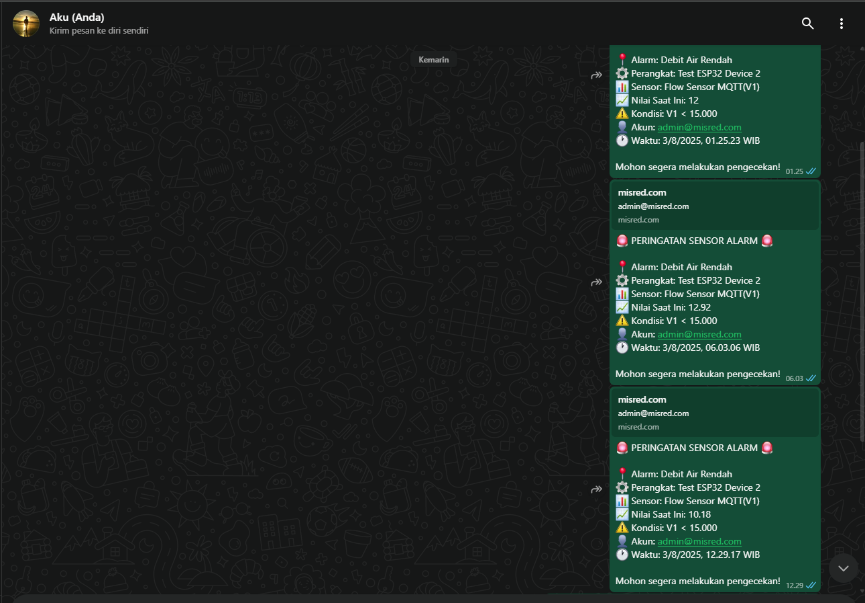 Aku (Anda)
Kirim pesan ke diri sendiri
Kemarin
Alarm: Debit Air Rendah
Perangkat: Test ESP32 Device 2
Sensor: Flow Sensor MQTT(V1)
Nilai Saat Ini: 12
Kondisi: V1 < 15.000
Akun: admin@misred.com
Waktu: 3/8/2025, 01.25.23 WIB
Mohon segera melakukan pengecekan! 01.25
misred.com
admin@misred.com
misred.com
PERINGATAN SENSOR ALARM
Alarm: Debit Air Rendah
Perangkat: Test ESP32 Device 2
Sensor: Flow Sensor MQTT(V1)
Nilai Saat Ini: 12.92
Kondisi: V1 < 15.000
Akun: admin@misred.com
Waktu: 3/8/2025, 06.03.06 WIB
Mohon segera melakukan pengecekan! 06.03
misred.com
admin@misred.com
misred.com
PERINGATAN SENSOR ALARM
Alarm: Debit Air Rendah
Perangkat: Test ESP32 Device 2
Sensor: Flow Sensor MQTT(V1)
Nilai Saat Ini: 10.18
Kondisi: V1 < 15.000
Akun: admin@misred.com
Waktu: 3/8/2025, 12.29.17 WIB
Mohon segera melakukan pengecekan! 12.29